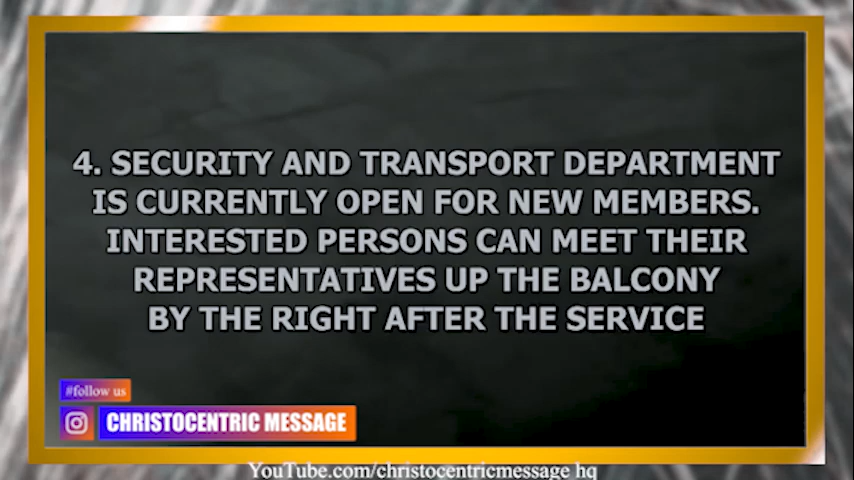 4. SECURITY AND TRANSPORT DEPARTMENT
IS CURRENTLY OPEN FOR NEW MEMBERS.
INTERESTED PERSONS CAN MEET THEIR
REPRESENTATIVES UP THE BALCONY
BY THE RIGHT AFTER THE SERVICE
#follow us
CHRISTOCENTRIC MESSAGE
YouTube.com/christocentricmessage hq